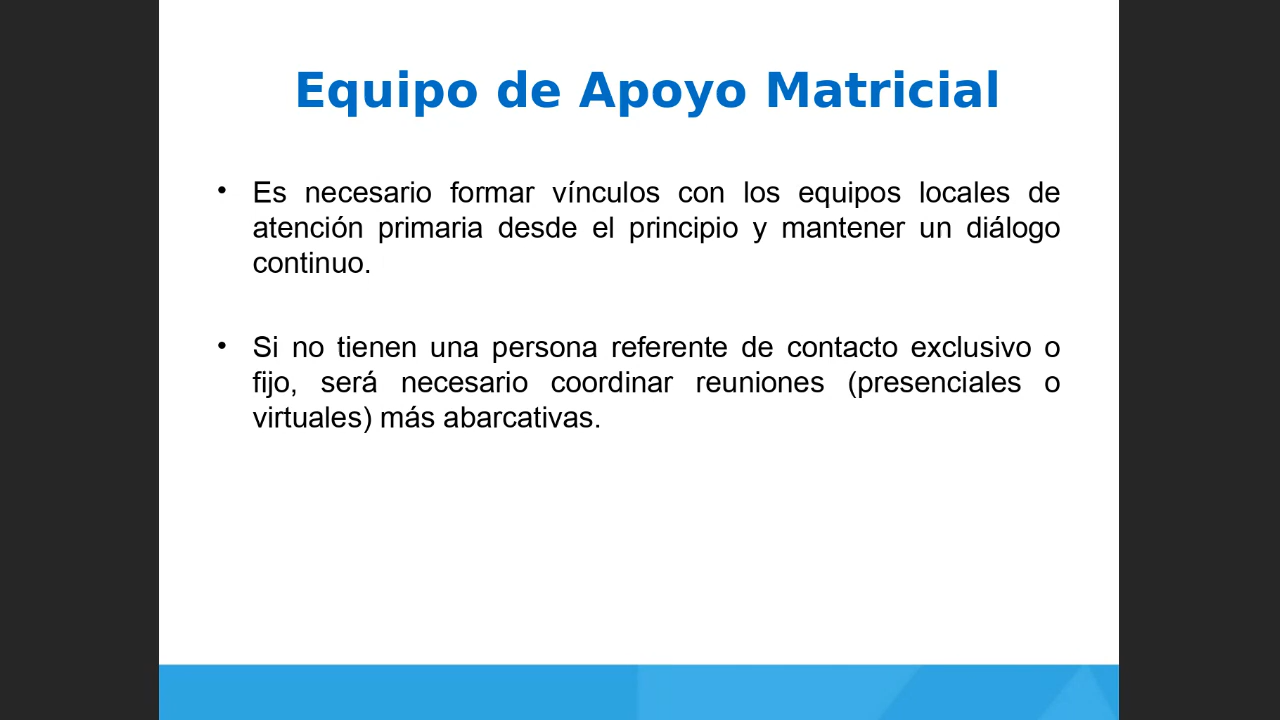 Equipo de Apoyo Matricial
• Es necesario formar vínculos con los equipos locales de
atención primaria desde el principio y mantener un diálogo
continuo.
• Si no tienen una persona referente de contacto exclusivo o
fijo, será necesario coordinar reuniones (presenciales o
virtuales) más abarcativas.